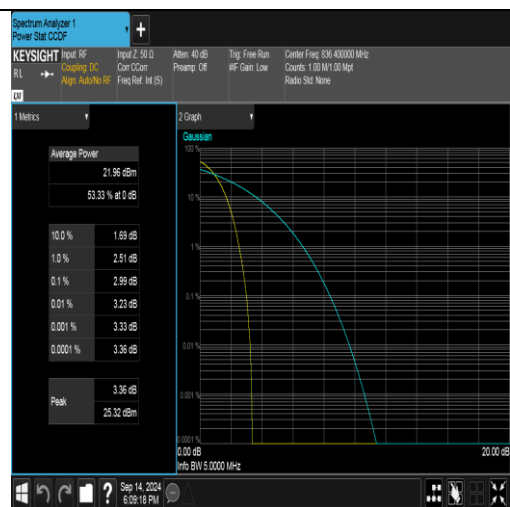 Spectrum Analyzer 1
Power Stat CCDF
+
KEYSIGHT
RL
LXI
Input: RF
Coupling: DC
Align: Auto/No RF
Input Z: 50 Ω
Corr CCorr
Freq Ref: Int (S)
Atten: 40 dB
Preamp: Off
Trig: Free Run
#IF Gain: Low
Center Freq: 836.400000 MHz
Counts: 1.00 M/1.00 Mpt
Radio Std: None
1 Metrics
Average Power
21.96 dBm
53.33 % at 0 dB
10.0 % 1.69 dB
1.0 % 2.51 dB
0.1 % 2.99 dB
0.01 % 3.23 dB
0.001 % 3.33 dB
0.0001 % 3.36 dB
Peak
3.36 dB
25.32 dBm
2 Graph
Gaussian
100 %
10 %
1 %
0.1 %
0.01 %
0.001 %
0.0001 %
0.00 dB 20.00 dB
Info BW 5.0000 MHz
?
Sep 14, 2024
6:09:18 PM